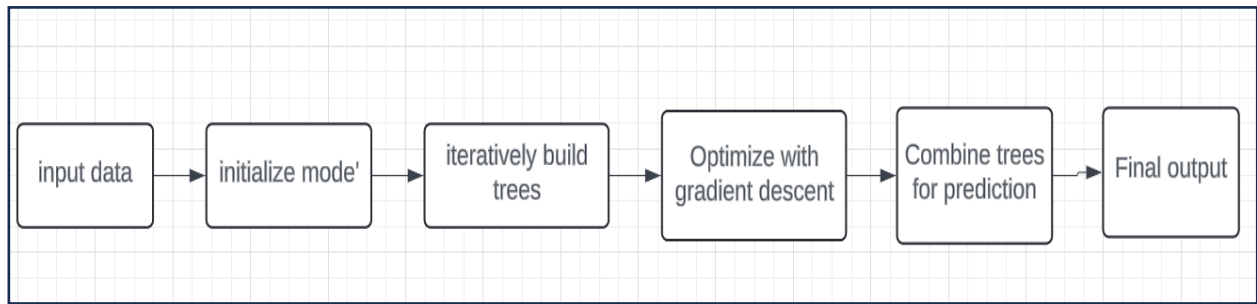 input data
initialize mode'
iteratively build
trees
Optimize with
gradient descent
Combine trees
for prediction
Final output